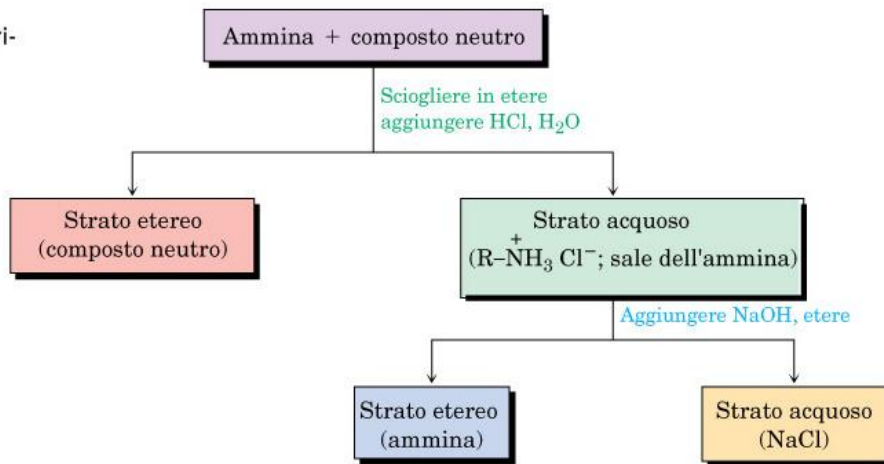 ri-
Ammina + composto neutro
Sciogliere in etere
aggiungere HCl, H₂O
Strato etereo
(composto neutro)
Strato acquoso
(R–N⁺H₃ Cl⁻; sale dell'ammina)
Aggiungere NaOH, etere
Strato etereo
(ammina)
Strato acquoso
(NaCl)